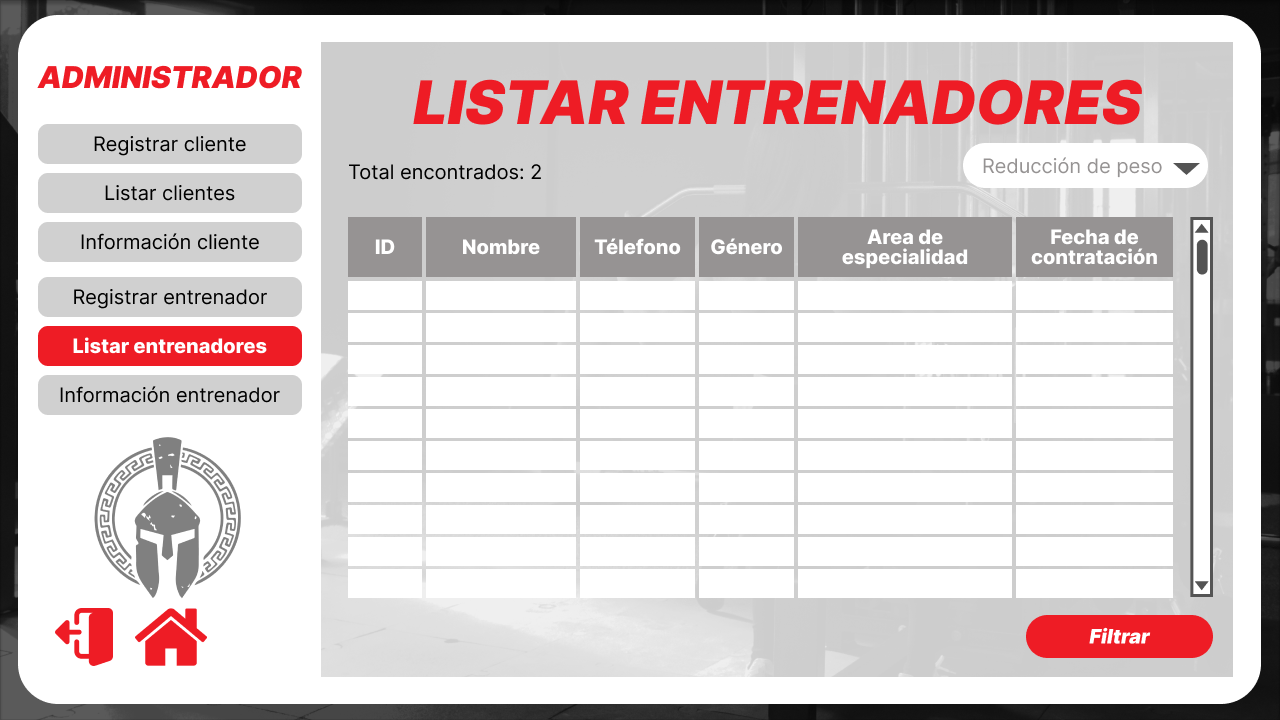 ADMINISTRADOR
Registrar cliente
Listar clientes
Información cliente
Registrar entrenador
Listar entrenadores
Información entrenador
LISTAR ENTRENADORES
Total encontrados: 2
Reducción de peso
ID
Nombre
Télefono
Género
Area de
especialidad
Fecha de
contratación
Filtrar